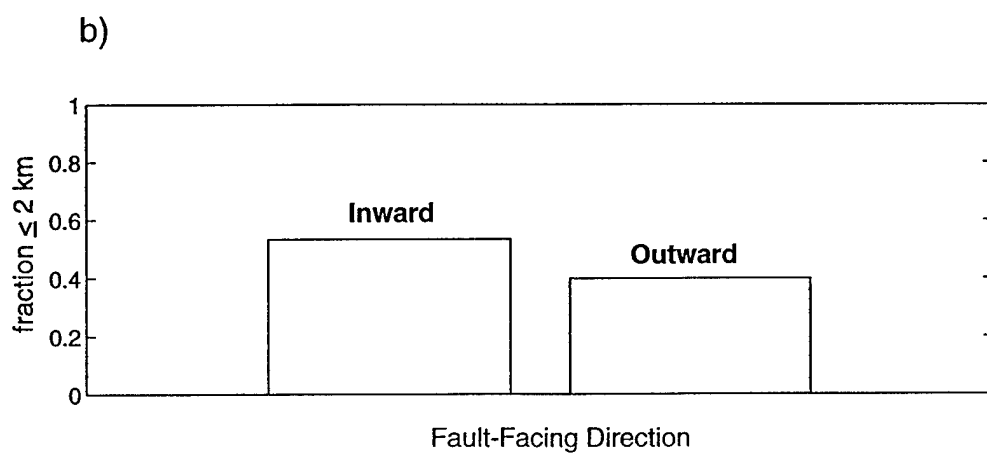 b)
1
0.8
0.6
0.4
0.2
0
fraction ≤ 2 km
Inward
Outward
Fault-Facing Direction